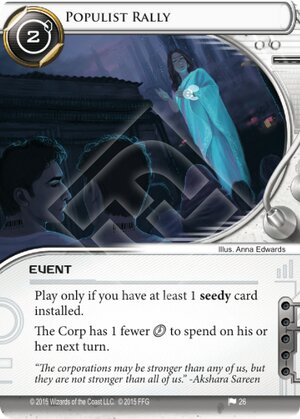 2
POPULIST RALLY
FFG
Illus. Anna Edwards
EVENT
Play only if you have at least 1 seedy card
installed.
The Corp has 1 fewer to spend on his or
her next turn.
"The corporations may be stronger than any of us, but
they are not stronger than all of us." -Akshara Sareen
© 2015 Wizards of the Coast LLC. © 2015 FFG
26